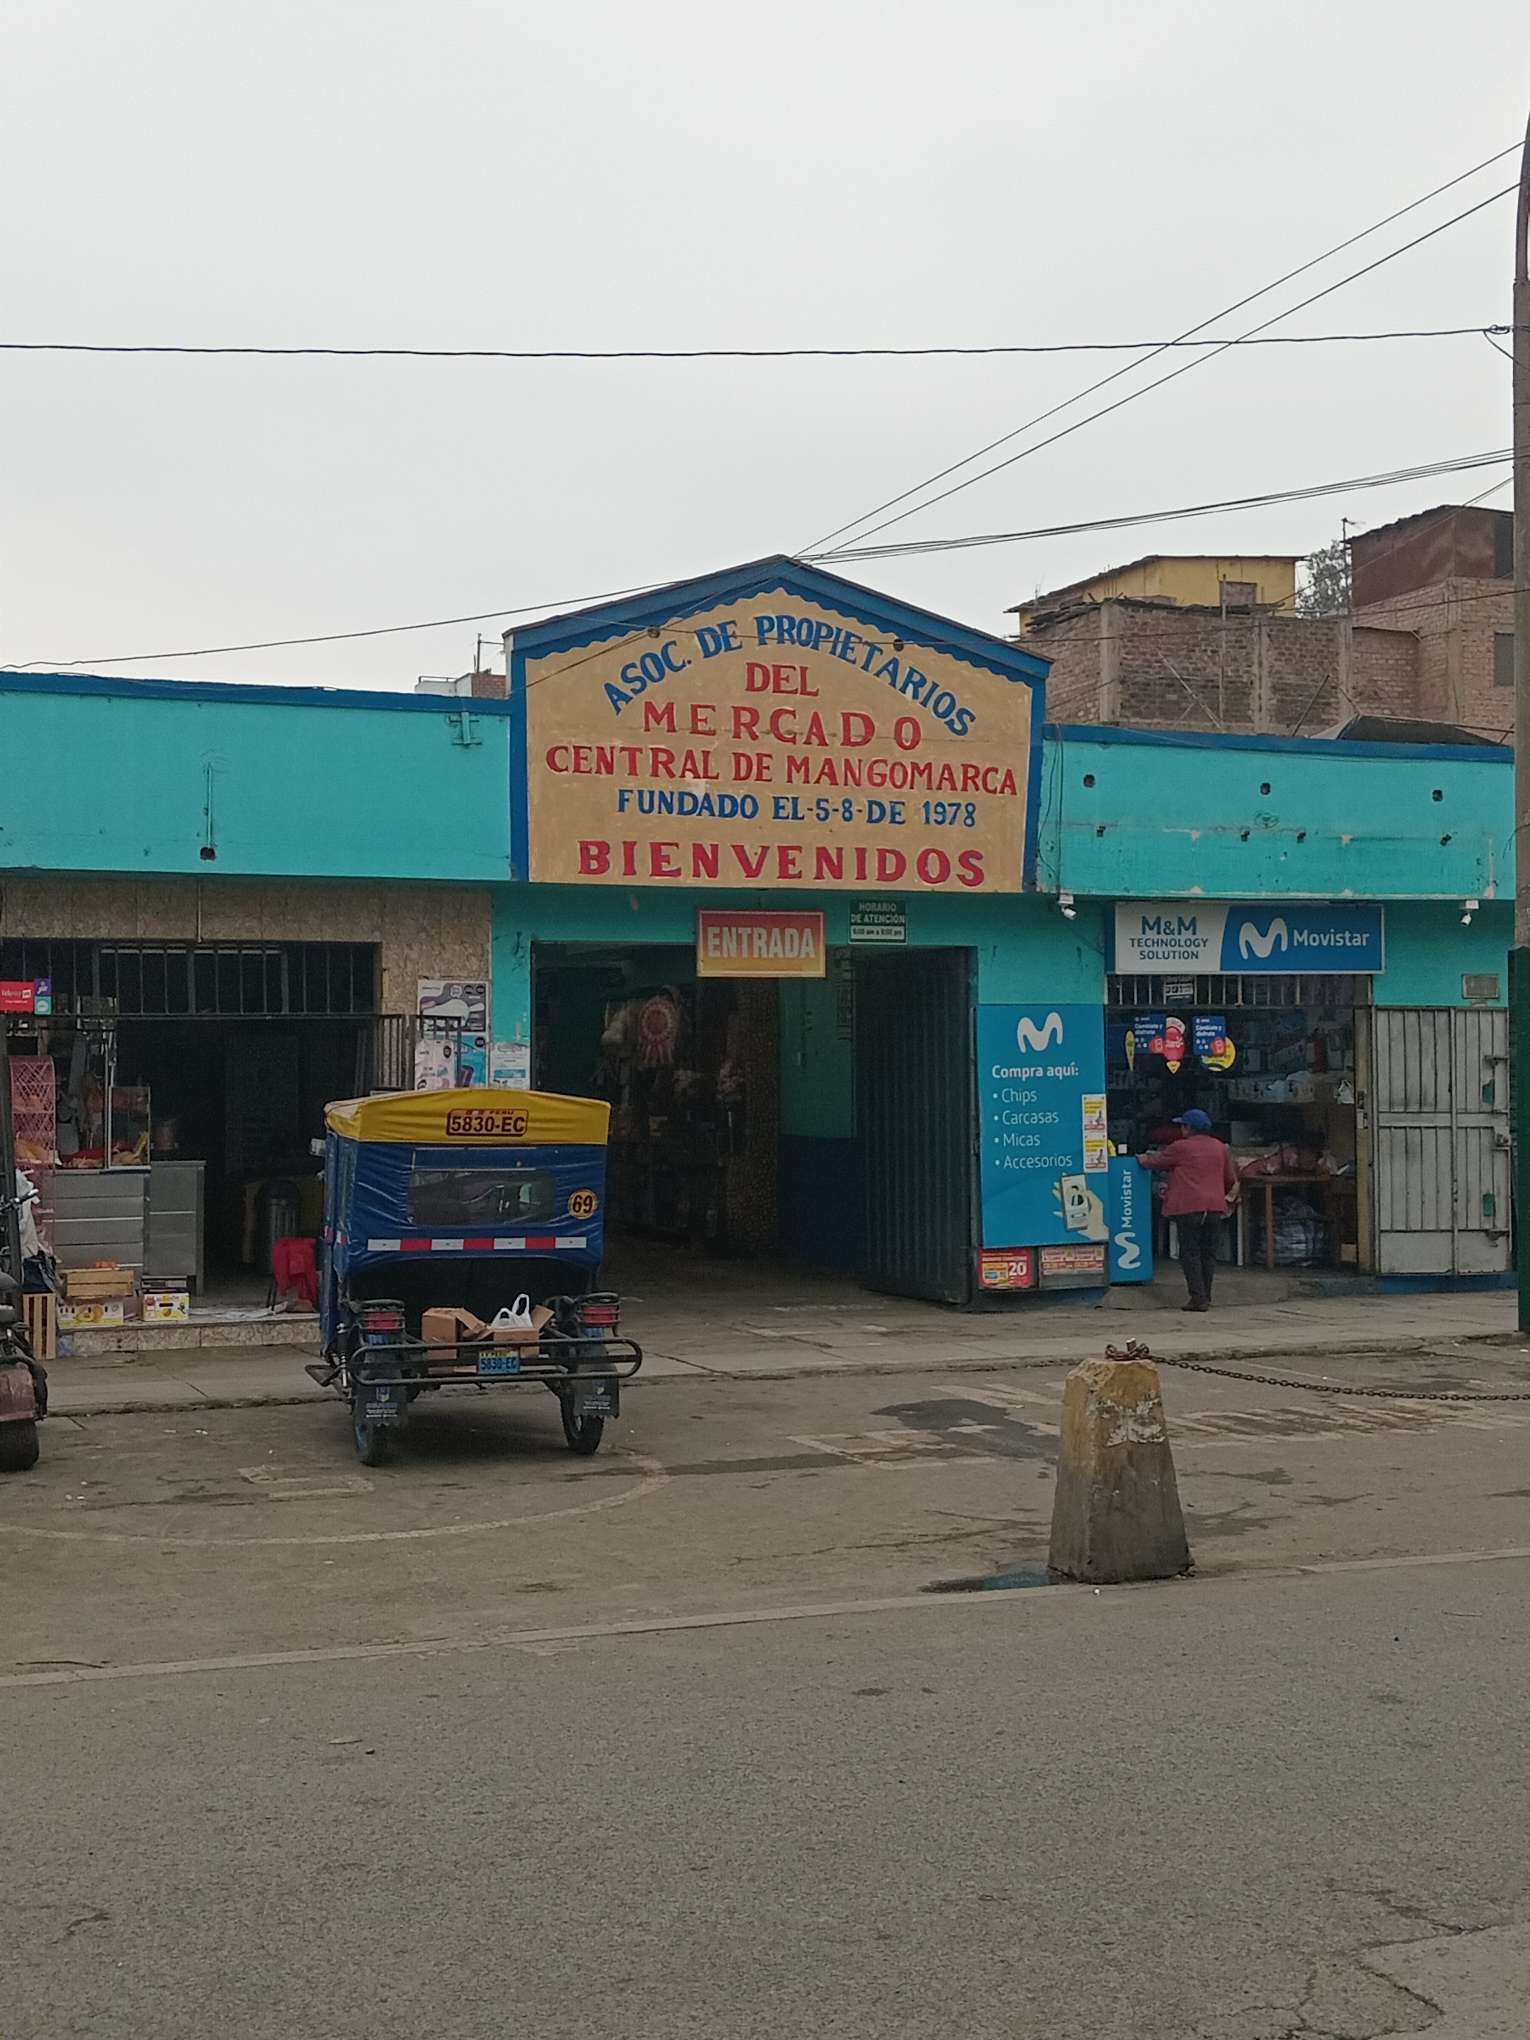 ASOC. DE PROPIETARIOS
DEL
MERCADO
CENTRAL DE MANGOMARCA
FUNDADO EL-5-8-DE 1978
BIENVENIDOS
ENTRADA
HORARIO
DE ATENCIÓN
M&M
TECHNOLOGY
SOLUTION
Movistar
Compra aquí:
• Chips
• Carcasas
• Micas
• Accesorios
Movistar
20
PERU
5830-EC
69
5830-EC